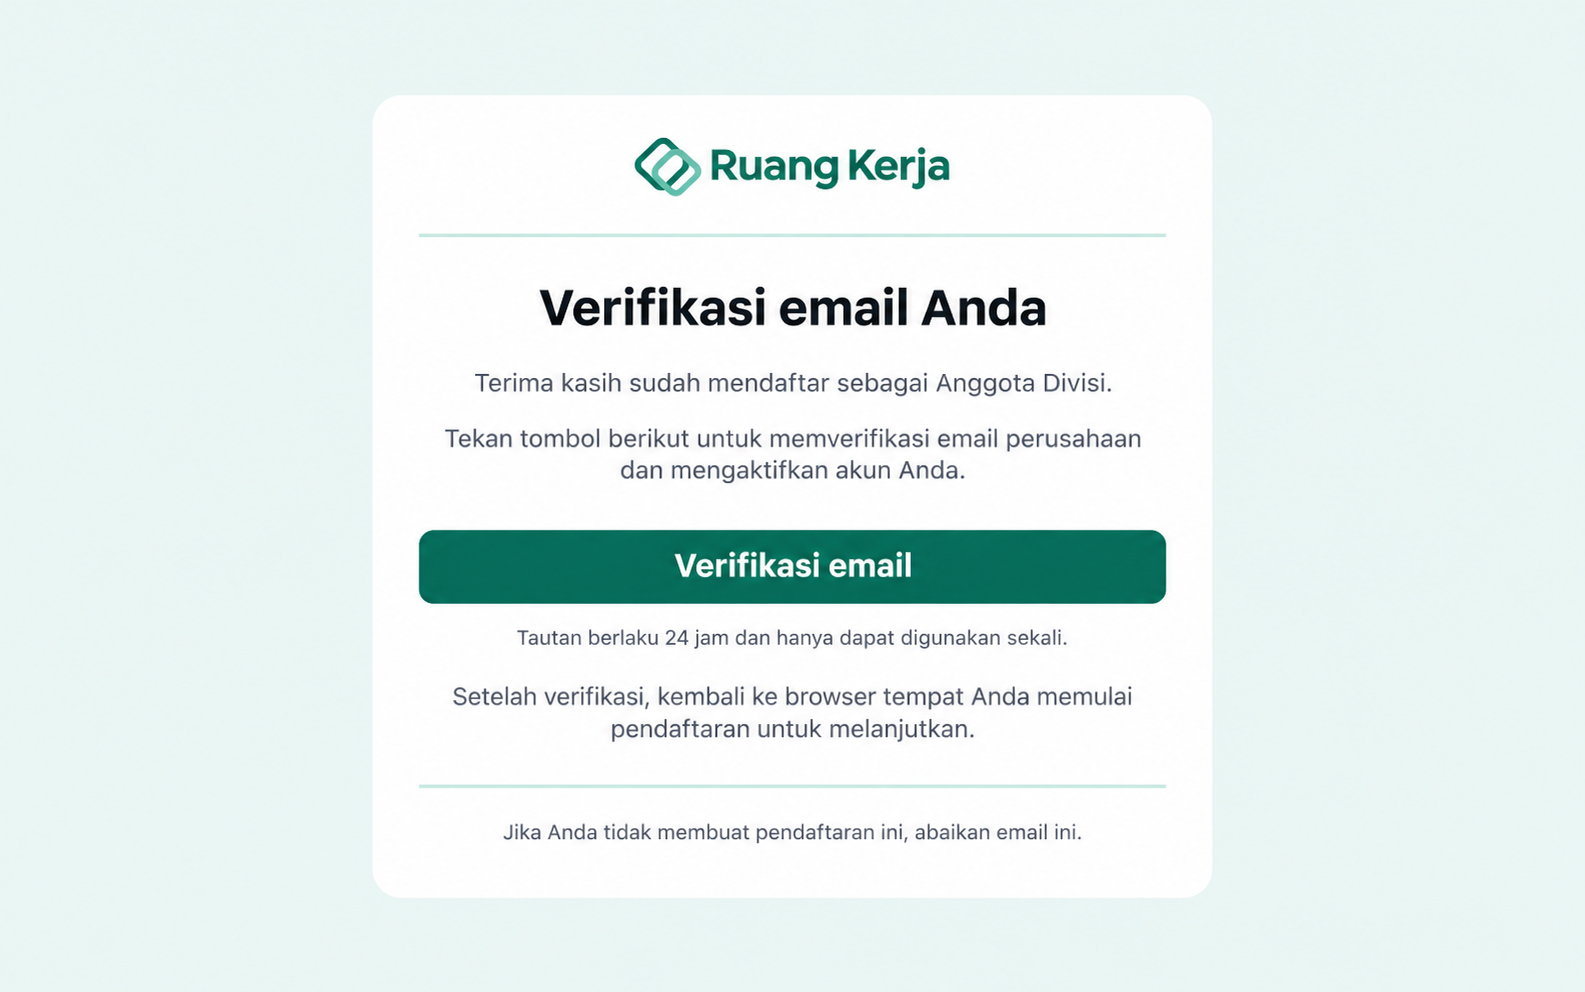 Ruang Kerja
Verifikasi email Anda
Terima kasih sudah mendaftar sebagai Anggota Divisi.
Tekan tombol berikut untuk memverifikasi email perusahaan
dan mengaktifkan akun Anda.
Verifikasi email
Tautan berlaku 24 jam dan hanya dapat digunakan sekali.
Setelah verifikasi, kembali ke browser tempat Anda memulai
pendaftaran untuk melanjutkan.
Jika Anda tidak membuat pendaftaran ini, abaikan email ini.